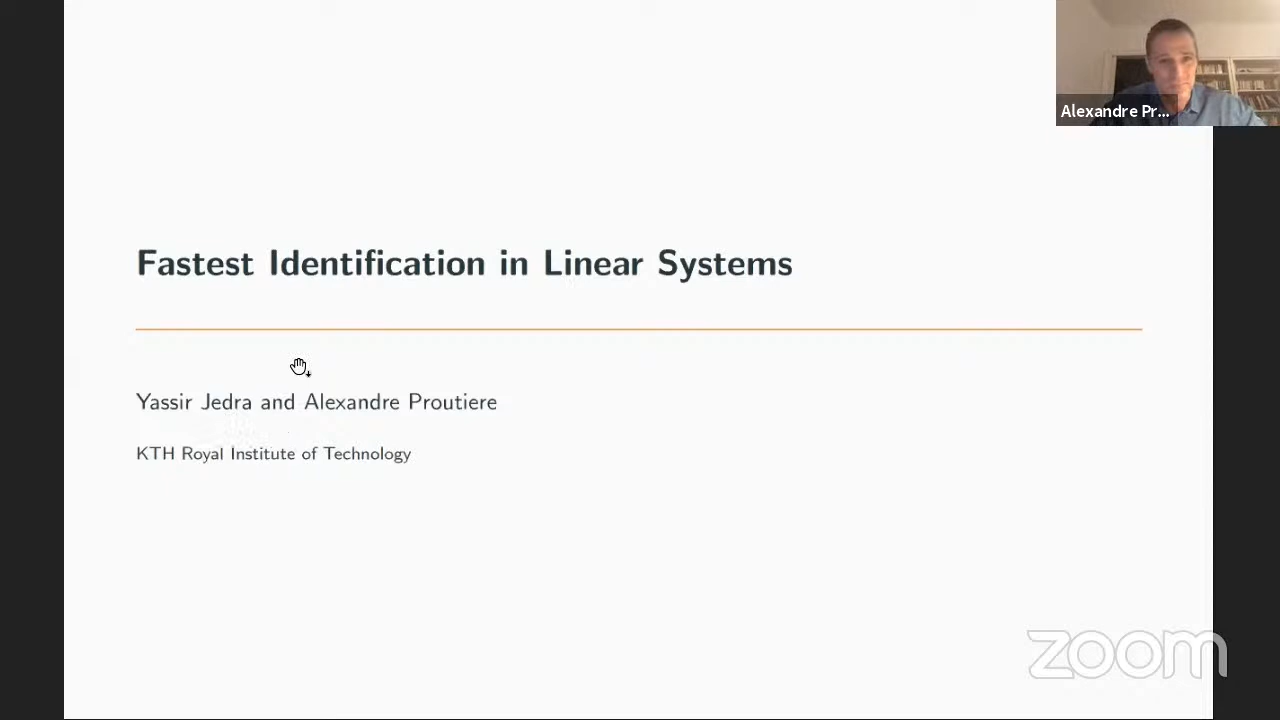 Alexandre Pr...
Fastest Identification in Linear Systems
Yassir Jedra and Alexandre Proutiere
KTH Royal Institute of Technology
zoom